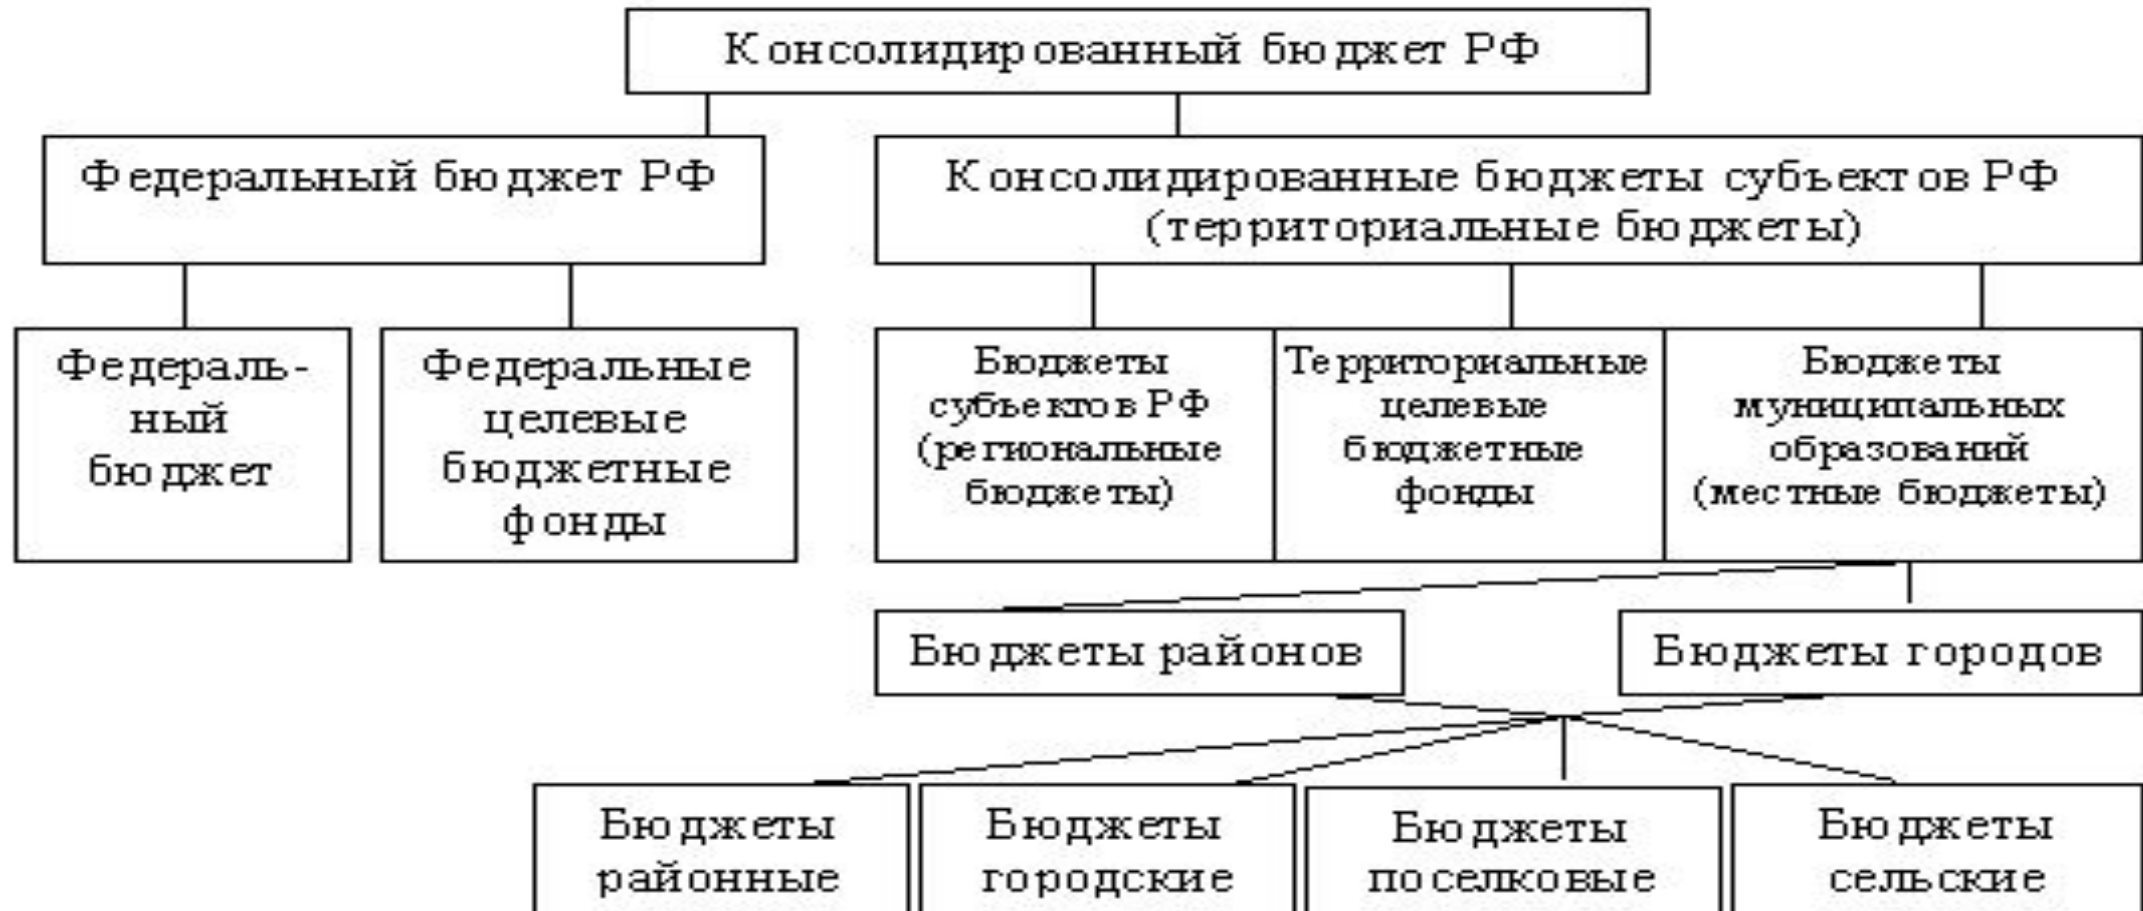 Консолидированный бюджет РФ
Федеральный бюджет РФ
Консолидированные бюджеты субъектов РФ
(территориальные бюджеты)
Федераль-
ный
бюджет
Федеральные
целевые
бюджетные
фонды
Бюджеты
субъектов РФ
(региональные
бюджеты)
Территориальные
целевые
бюджетные
фонды
Бюджеты
муниципальных
образований
(местные бюджеты)
Бюджеты районов
Бюджеты городов
Бюджеты
районные
Бюджеты
городские
Бюджеты
поселковые
Бюджеты
сельские